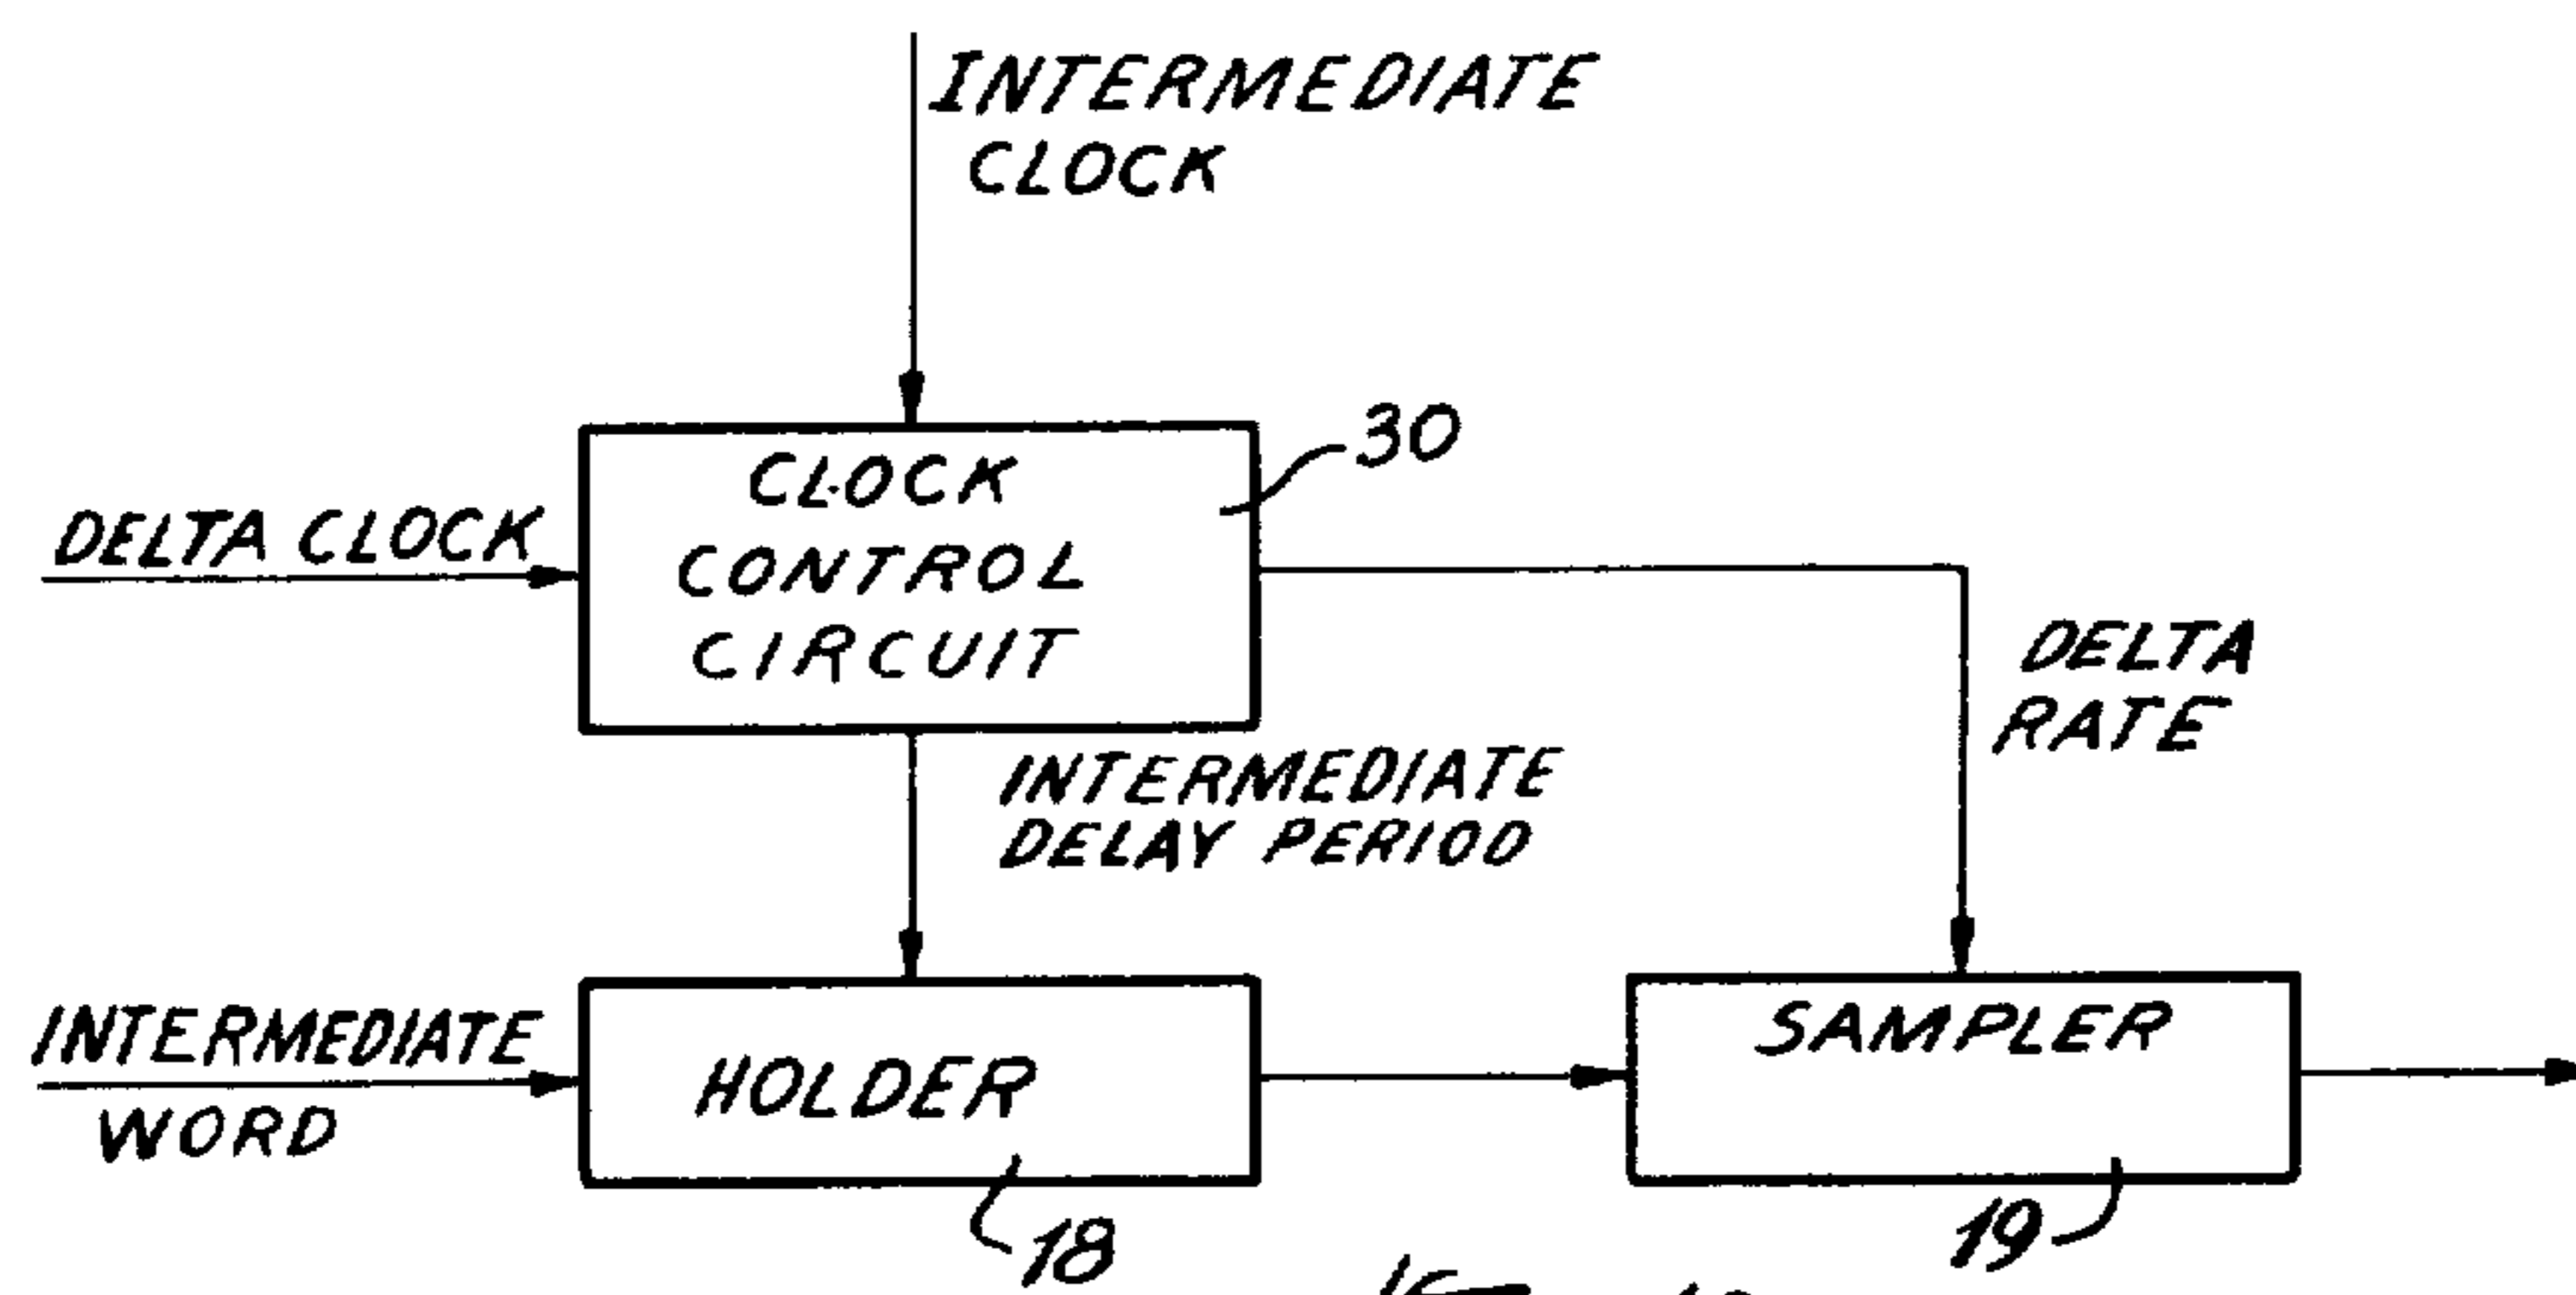 INTERMEDIATE
CLOCK
30
CLOCK
CONTROL
CIRCUIT
DELTA CLOCK
DELTA
RATE
INTERMEDIATE
DELAY PERIOD
INTERMEDIATE
WORD
HOLDER
SAMPLER
18
19